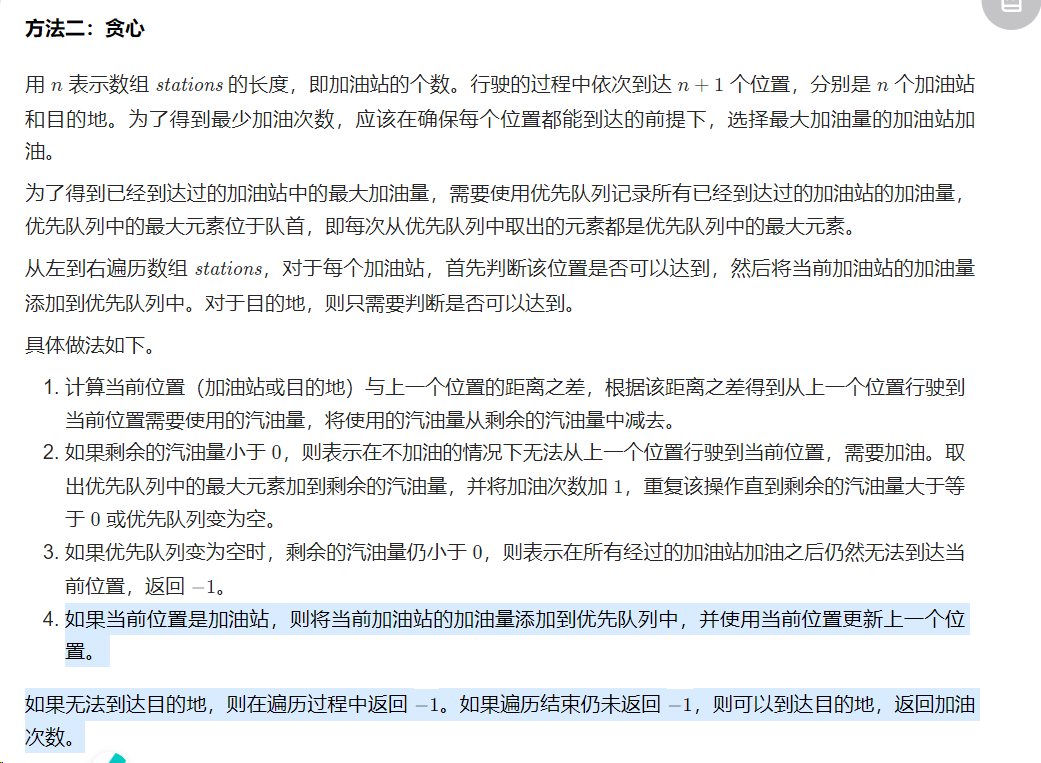 方法二：贪心
用 n 表示数组 stations 的长度，即加油站的个数。行驶的过程中依次到达 n + 1 个位置，分别是 n 个加油站
和目的地。为了得到最少加油次数，应该在确保每个位置都能到达的前提下，选择最大加油量的加油站加
油。
为了得到已经到达过的加油站中的最大加油量，需要使用优先队列记录所有已经到达过的加油站的加油量，
优先队列中的最大元素位于队首，即每次从优先队列中取出的元素都是优先队列中的最大元素。
从左到右遍历数组 stations，对于每个加油站，首先判断该位置是否可以达到，然后将当前加油站的加油量
添加到优先队列中。对于目的地，则只需要判断是否可以达到。
具体做法如下。
1. 计算当前位置（加油站或目的地）与上一个位置的距离之差，根据该距离之差得到从上一个位置行驶到
当前位置需要使用的汽油量，将使用的汽油量从剩余的汽油量中减去。
2. 如果剩余的汽油量小于 0，则表示在不加油的情况下无法从上一个位置行驶到当前位置，需要加油。取
出优先队列中的最大元素加到剩余的汽油量，并将加油次数加 1，重复该操作直到剩余的汽油量大于等
于 0 或优先队列变为空。
3. 如果优先队列变为空时，剩余的汽油量仍小于 0，则表示在所有经过的加油站加油之后仍然无法到达当
前位置，返回 −1。
4. 如果当前位置是加油站，则将当前加油站的加油量添加到优先队列中，并使用当前位置更新上一个位
置。
如果无法到达目的地，则在遍历过程中返回 −1。如果遍历结束仍未返回 −1，则可以到达目的地，返回加油
次数。